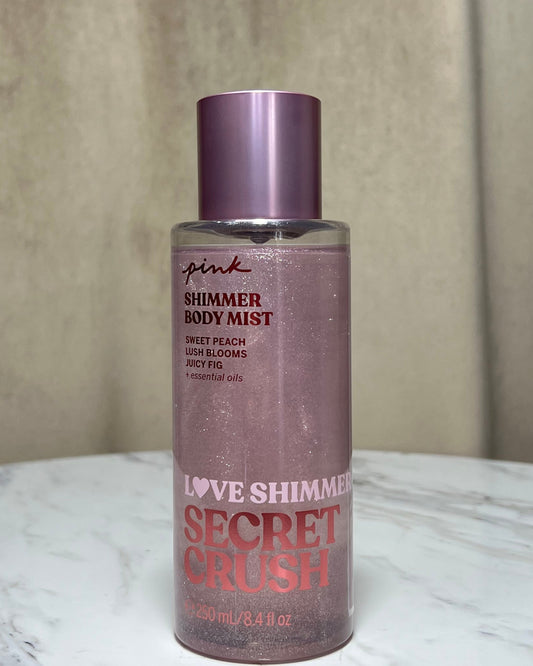 pink
SHIMMER
BODY MIST
SWEET PEACH
LUSH BLOOMS
JUICY FIG
+ essential oils
L♥VE SHIMMER
SECRET
CRUSH
250 mL/8.4 fl oz